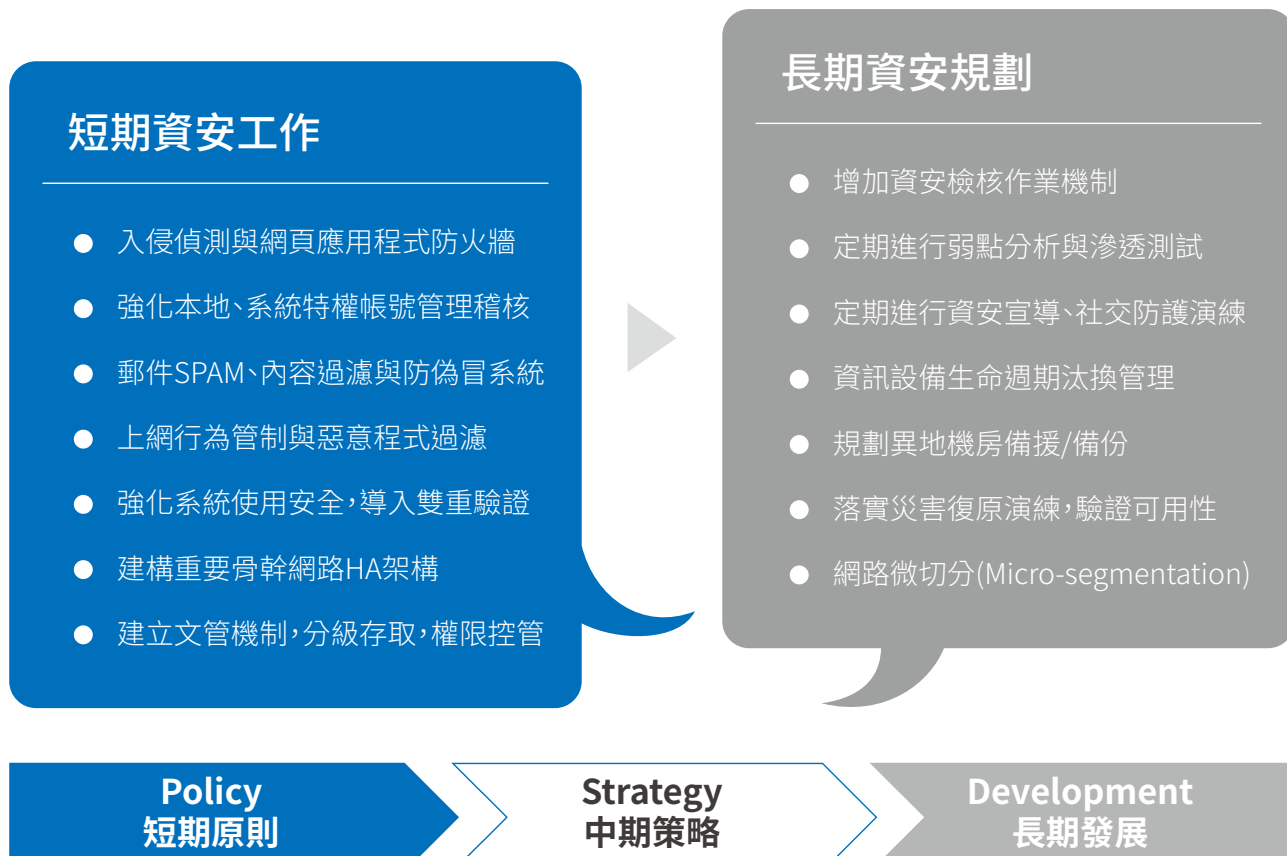 短期資安工作
入侵偵測與網頁應用程式防火牆
強化本地、系統特權帳號管理稽核
郵件SPAM、內容過濾與防偽冒系統
上網行為管制與惡意程式過濾
強化系統使用安全，導入雙重驗證
建構重要骨幹網路HA架構
建立文管機制，分級存取，權限控管
長期資安規劃
增加資安檢核作業機制
定期進行弱點分析與滲透測試
定期進行資安宣導、社交防護演練
資訊設備生命週期汰換管理
規劃異地機房備援/備份
落實災害復原演練，驗證可用性
網路微切分(Micro-segmentation)
Policy
短期原則
Strategy
中期策略
Development
長期發展